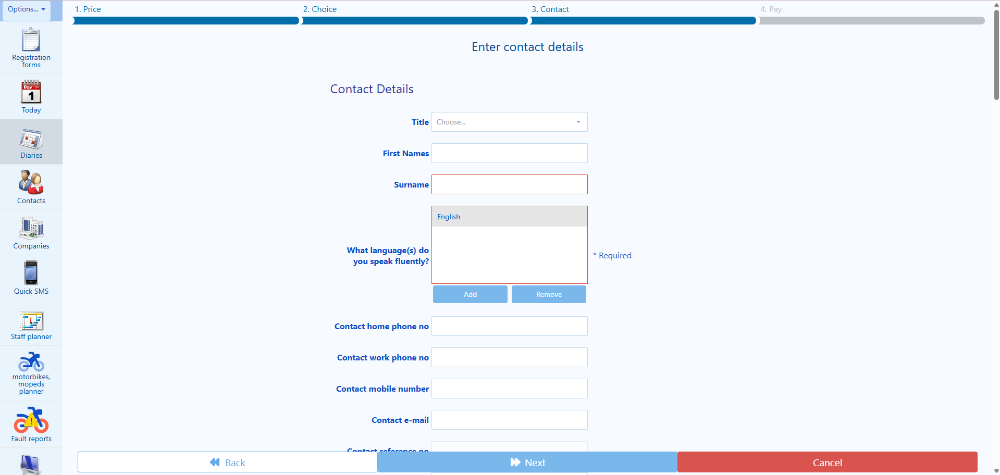 Options...
1. Price
2. Choice
3. Contact
4. Pay
Registration
forms
Day
1
Today
Diaries
Contacts
Companies
Quick SMS
Staff planner
motorbikes,
mopeds
planner
Fault reports
Enter contact details
Contact Details
Title
Choose...
First Names
Surname
English
What language(s) do
you speak fluently?
* Required
Add
Remove
Contact home phone no
Contact work phone no
Contact mobile number
Contact e-mail
Contact reference no
Back
Next
Cancel